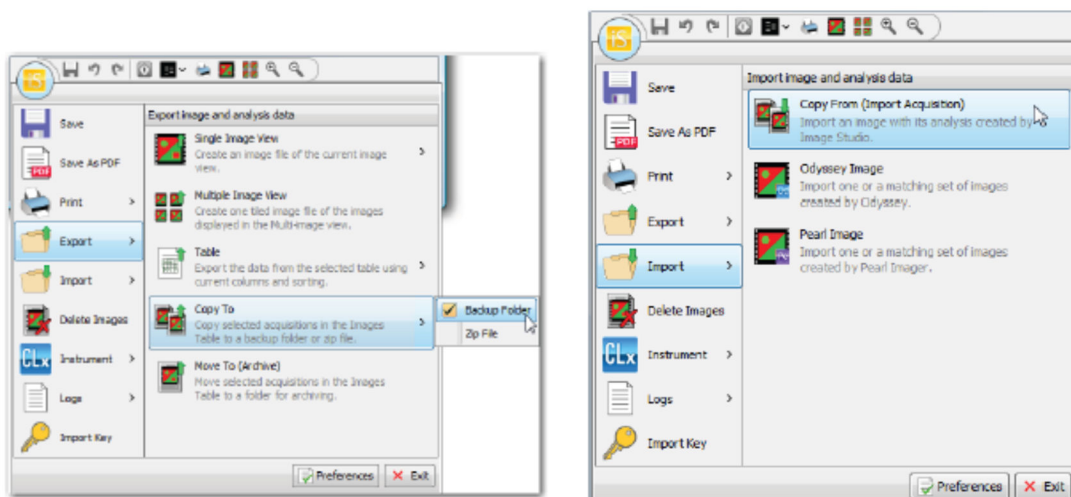 iS
Export image and analysis data
Save
Save As PDF
PDF
Print
Export
Import
Delete Images
CLx
Instrument
Logs
Import Key
Single Image View
Create an image file of the current image
view.
Multiple Image View
Create one tiled image file of the images
displayed in the Multi-image view.
Table
Export the data from the selected table using
current columns and sorting.
Copy To
Copy selected acquisitions in the Images
Table to a backup folder or zip file.
Backup Folder
Zip File
Move To (Archive)
Move selected acquisitions in the Images
Table to a folder for archiving.
Preferences
Exit
iS
Import image and analysis data
Save
Save As PDF
PDF
Print
Export
Import
Delete Images
CLx
Instrument
Logs
Import Key
Copy From (Import Acquisition)
Import an image with its analysis created by
Image Studio.
Odyssey Image
Import one or a matching set of images
created by Odyssey.
Pearl Image
Import one or a matching set of images
created by Pearl Imager.
Preferences
Exit